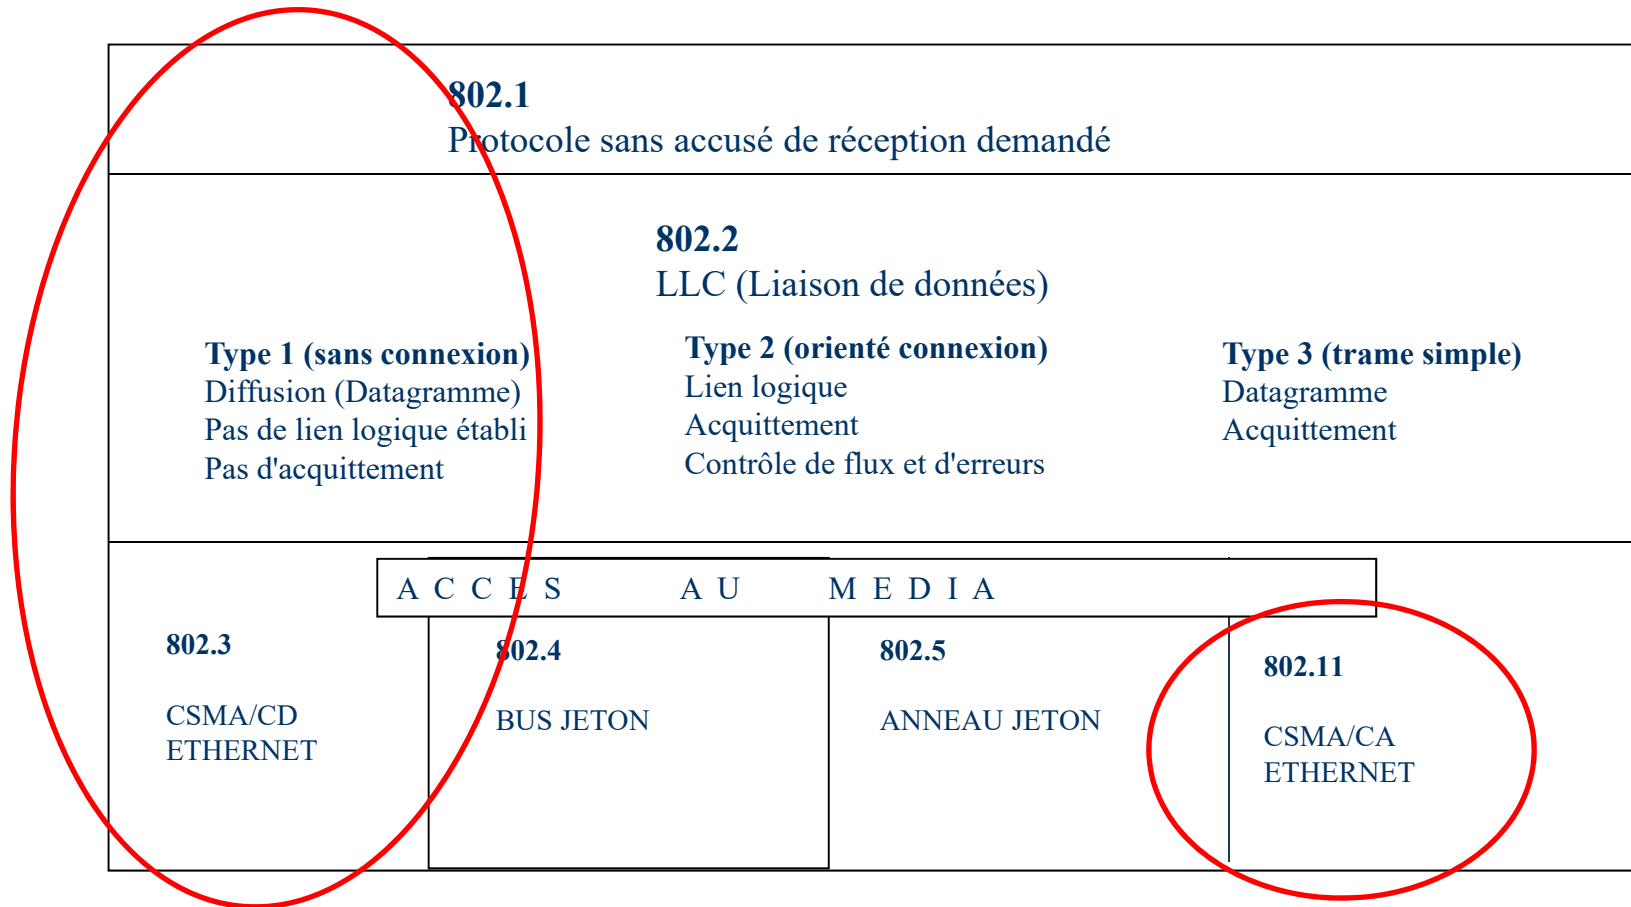 802.1
Protocole sans accusé de réception demandé
802.2
LLC (Liaison de données)
Type 1 (sans connexion)
Diffusion (Datagramme)
Pas de lien logique établi
Pas d'acquittement
Type 2 (orienté connexion)
Lien logique
Acquittement
Contrôle de flux et d'erreurs
Type 3 (trame simple)
Datagramme
Acquittement
A C C E S A U M E D I A
802.3
CSMA/CD
ETHERNET
802.4
BUS JETON
802.5
ANNEAU JETON
802.11
CSMA/CA
ETHERNET